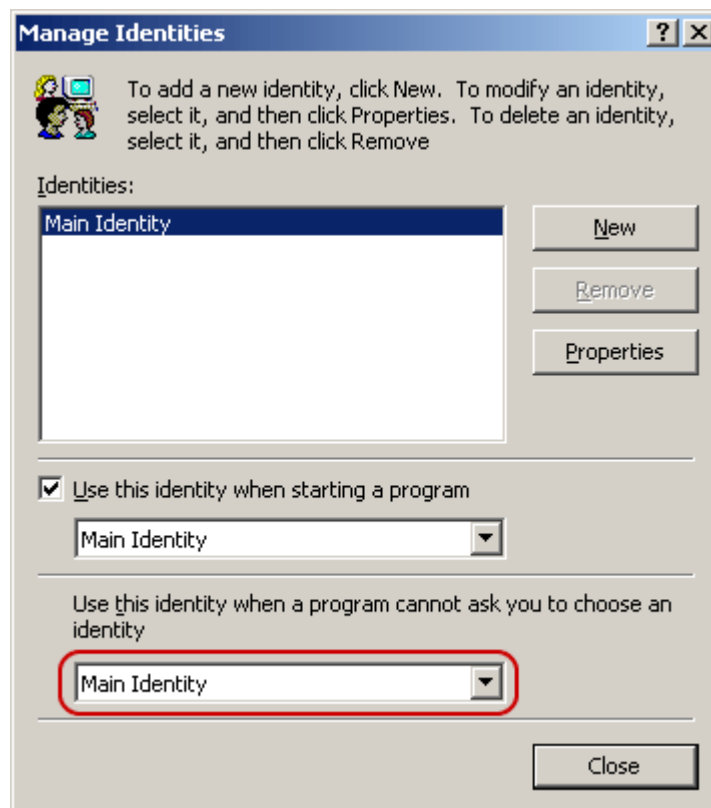 Manage Identities
To add a new identity, click New. To modify an identity,
select it, and then click Properties. To delete an identity,
select it, and then click Remove
Identities:
Main Identity
New
Remove
Properties
Use this identity when starting a program
Main Identity
Use this identity when a program cannot ask you to choose an
identity
Main Identity
Close